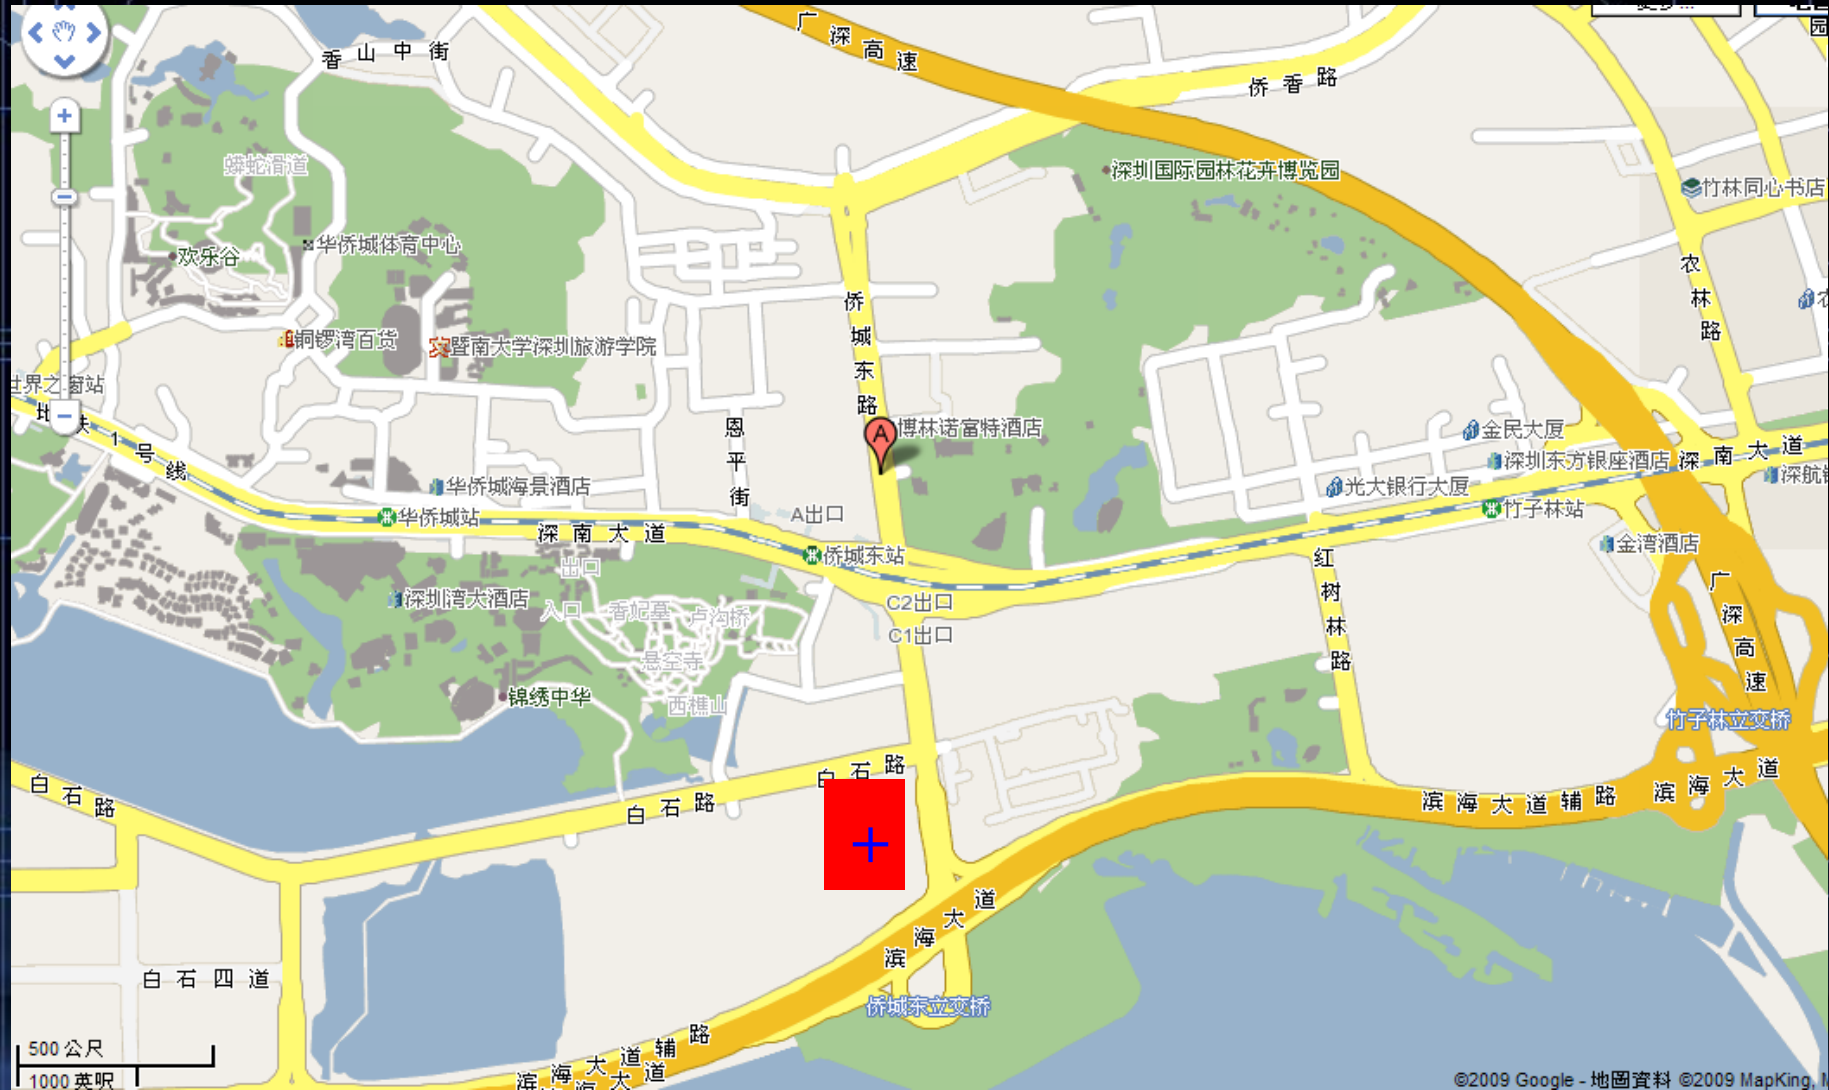 广深高速
香山中街
侨香路
蟒蛇滑道
深圳国际园林花卉博览园
竹林同心书店
欢乐谷
华侨城体育中心
农林路
侨城东路
铜锣湾百货
暨南大学深圳旅游学院
世界之窗站
地铁1号线
恩平街
博林诺富特酒店
A
金民大厦
深圳东方银座酒店
深南大道
华侨城海景酒店
光大银行大厦
深航
华侨城站
深南大道
A出口
竹子林站
侨城东站
金湾酒店
出口
红树林路
深圳湾大酒店
入口
香妃墓
卢沟桥
C2出口
C1出口
广深高速
悬空寺
锦绣中华
西樵山
竹子林立交桥
白石路
白石路
白石路
滨海大道辅路
滨海大道
滨海大道
白石四道
侨城东立交桥
滨海大道辅路
滨海大道
500 公尺
1000 英呎
©2009 Google - 地圖資料 ©2009 MapKing,